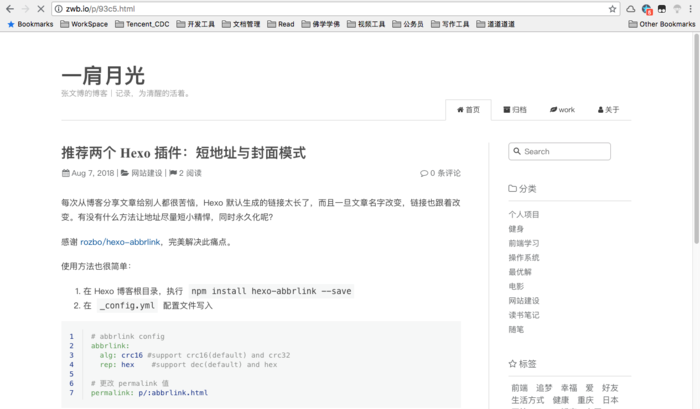 zwb.io/p/93c5.html
Bookmarks WorkSpace Tencent_CDC 开发工具 文档管理 Read 佛学学佛 视频工具 公务员 写作工具 道道道道 Other Bookmarks
一肩月光
张文博的博客 | 记录，为清醒的活着。
首页 归档 work 关于
推荐两个 Hexo 插件：短地址与封面模式
Aug 7, 2018 | 网站建设 | 2 阅读 0 条评论
每次从博客分享文章给别人都很苦恼，Hexo 默认生成的链接太长了，而且一旦文章名字改变，链接也跟着改
变。有没有什么方法让地址尽量短小精悍，同时永久化呢？
感谢 rozbo/hexo-abbrlink，完美解决此痛点。
使用方法也很简单：
1. 在 Hexo 博客根目录，执行 npm install hexo-abbrlink --save
2. 在 _config.yml 配置文件写入
1 # abbrlink config
2 abbrlink:
3 alg: crc16 #support crc16(default) and crc32
4 rep: hex #support dec(default) and hex
5
6 # 更改 permalink 值
7 permalink: p/:abbrlink.html
Search
分类
个人项目
健身
前端学习
操作系统
最优解
电影
网站建设
读书笔记
随笔
标签
前端 追梦 幸福 爱 好友
生活方式 健康 重庆 日本